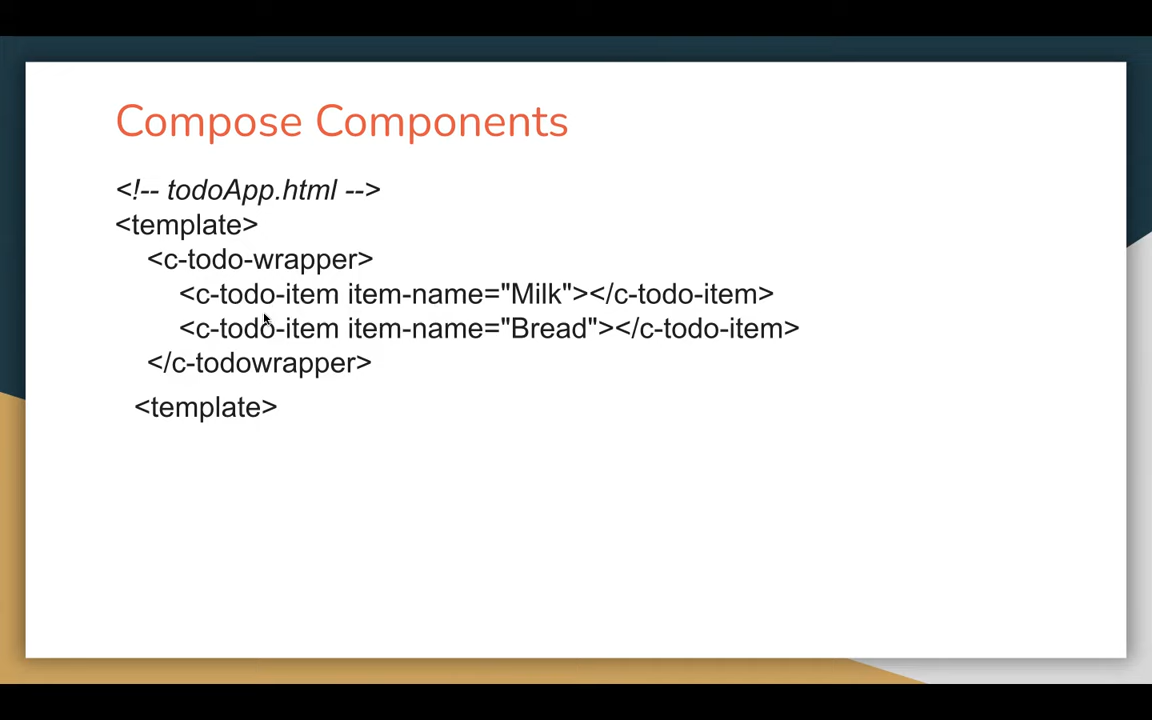 Compose Components
<!-- todoApp.html -->
<template>
<c-todo-wrapper>
<c-todo-item item-name="Milk"></c-todo-item>
<c-todo-item item-name="Bread"></c-todo-item>
</c-todowrapper>
<template>